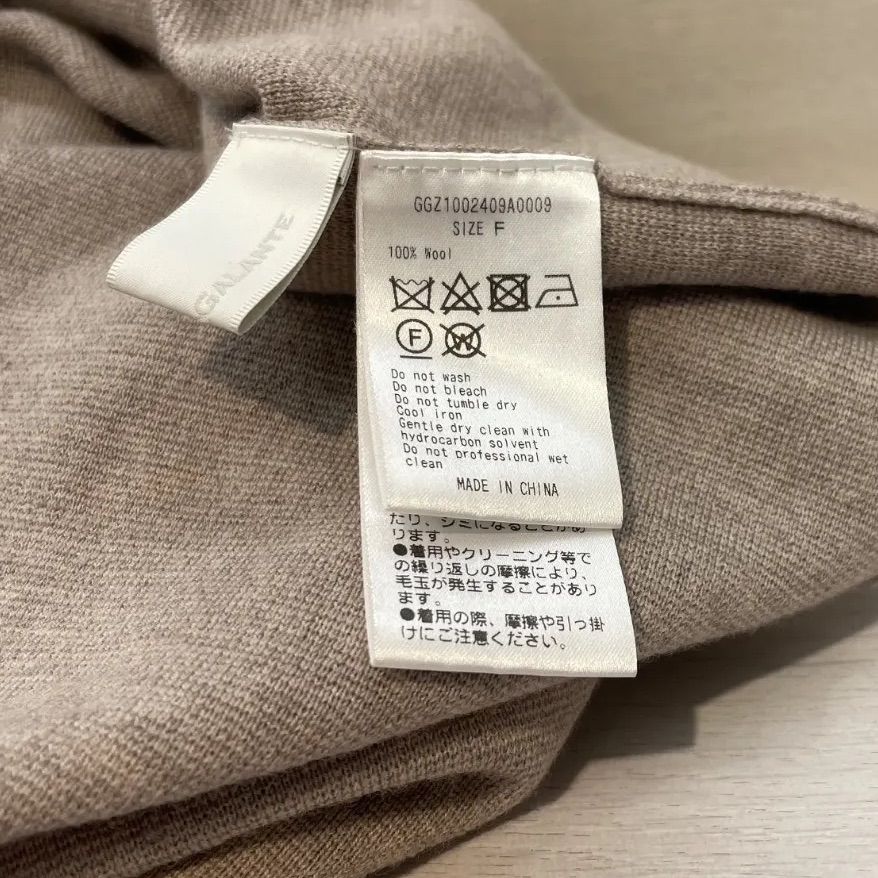 GALANTE
GGZ1002409A0009
SIZE F
100% Wool
F
W
Do not wash
Do not bleach
Do not tumble dry
Cool iron
Gentle dry clean with
hydrocarbon solvent
Do not professional wet
clean
MADE IN CHINA
たり、シミになることがあ
ります。
●着用やクリーニング等で
の繰り返しの摩擦により、
毛玉が発生することがあり
ます。
●着用の際、摩擦や引っ掛
けにご注意ください。